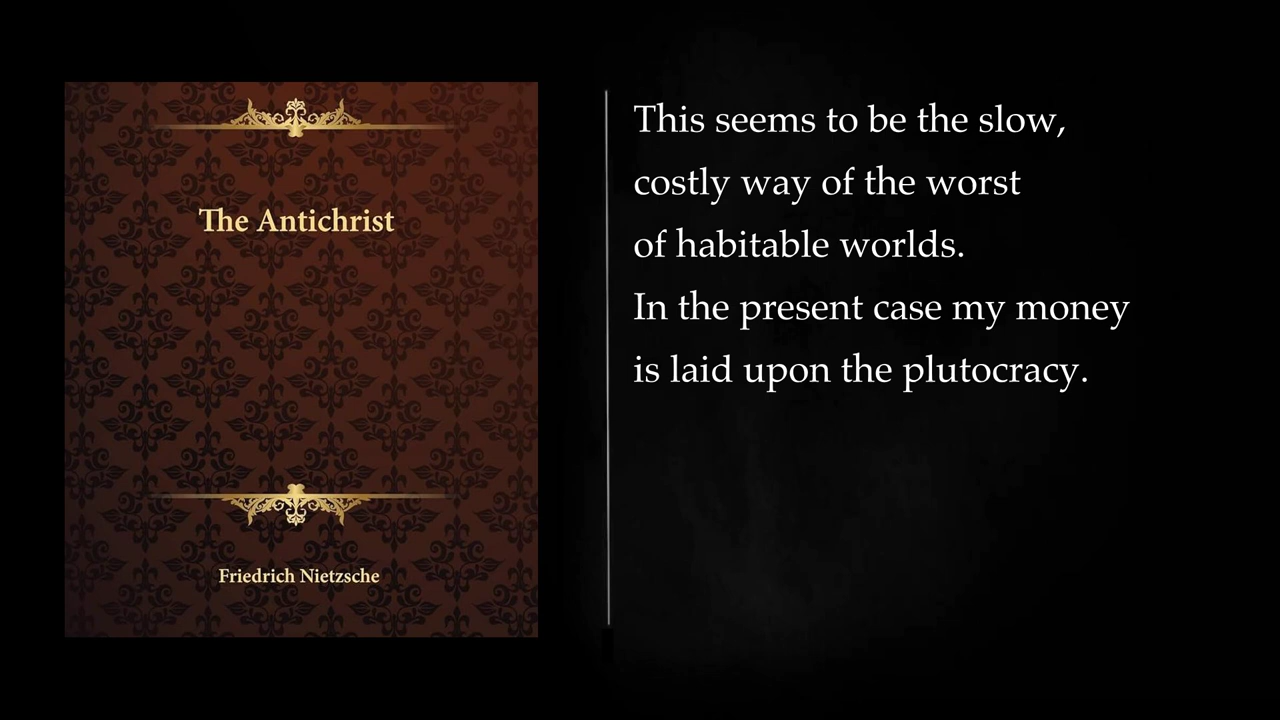 The Antichrist
Friedrich Nietzsche
This seems to be the slow,
costly way of the worst
of habitable worlds.
In the present case my money
is laid upon the plutocracy.